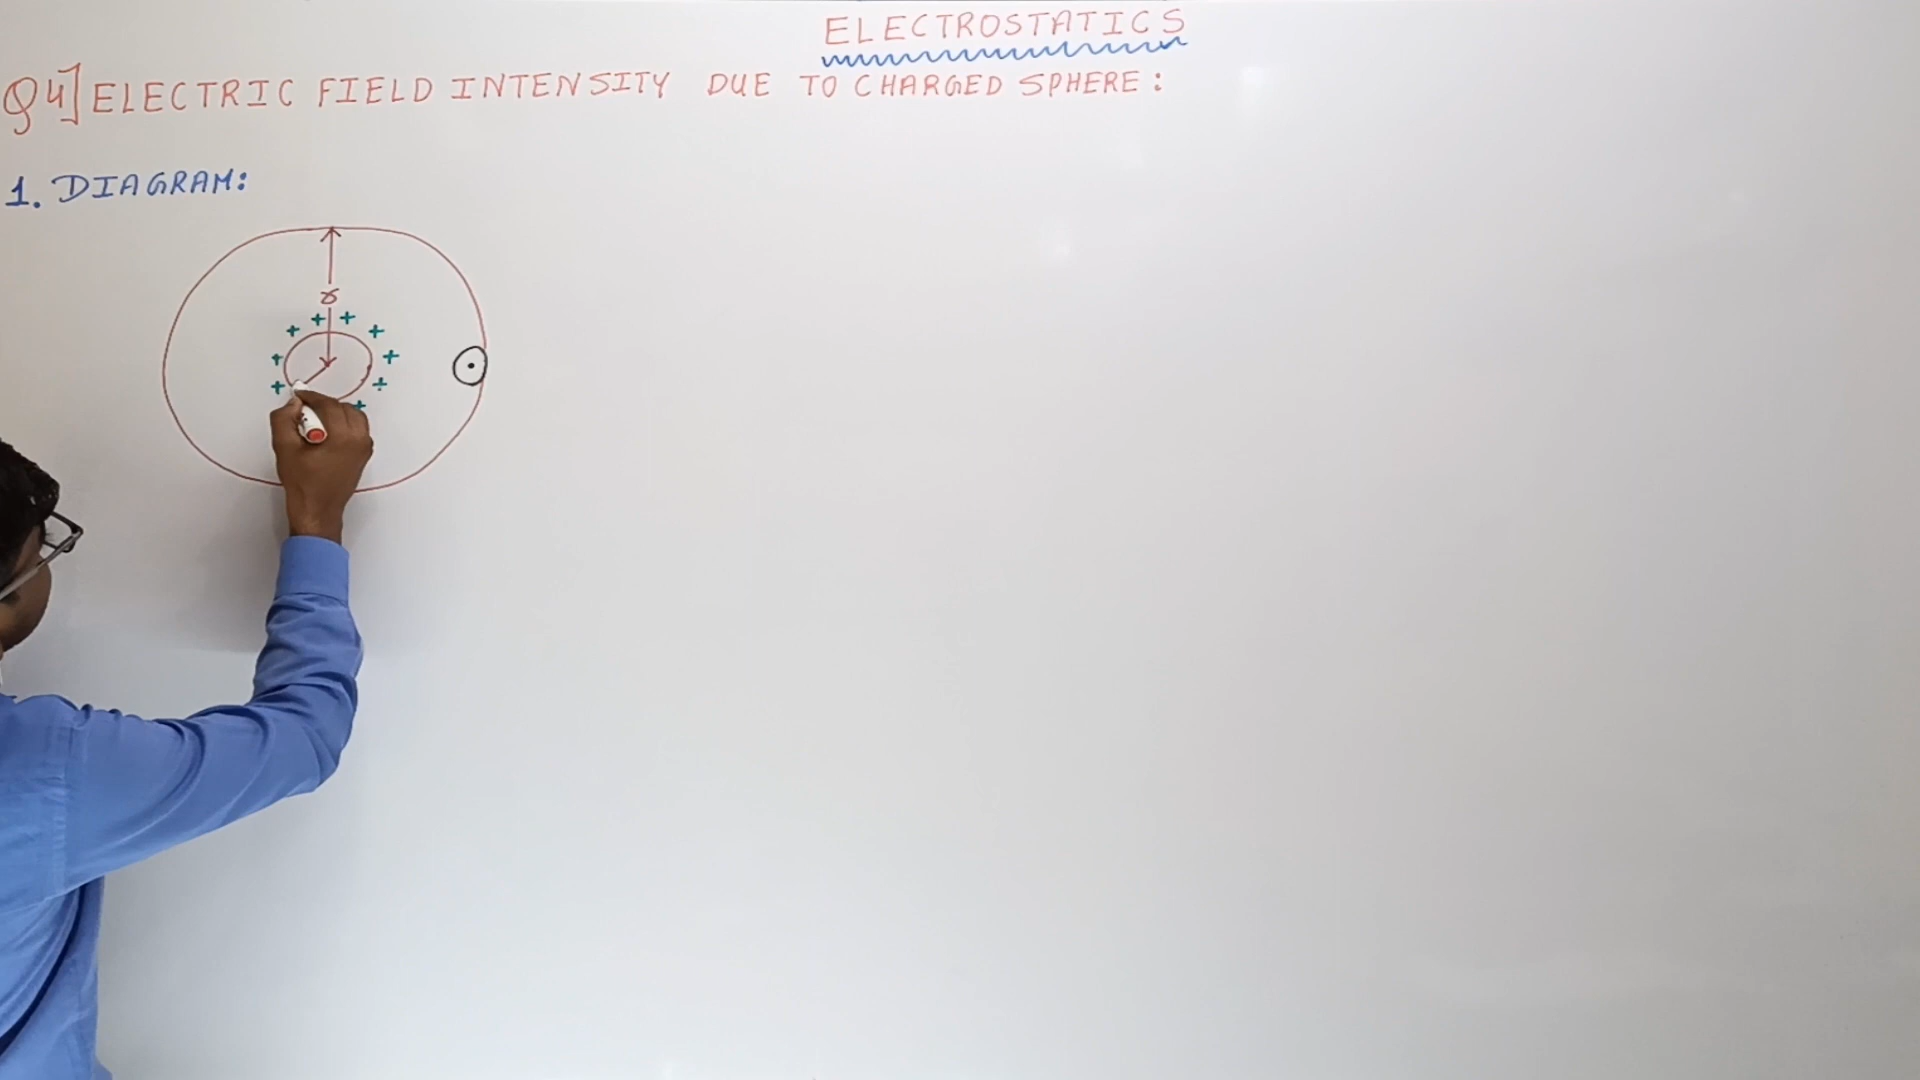 ELECTROSTATICS
Q4] ELECTRIC FIELD INTENSITY DUE TO CHARGED SPHERE:
1. DIAGRAM:
+ + + +
r
+ +
+ +
+